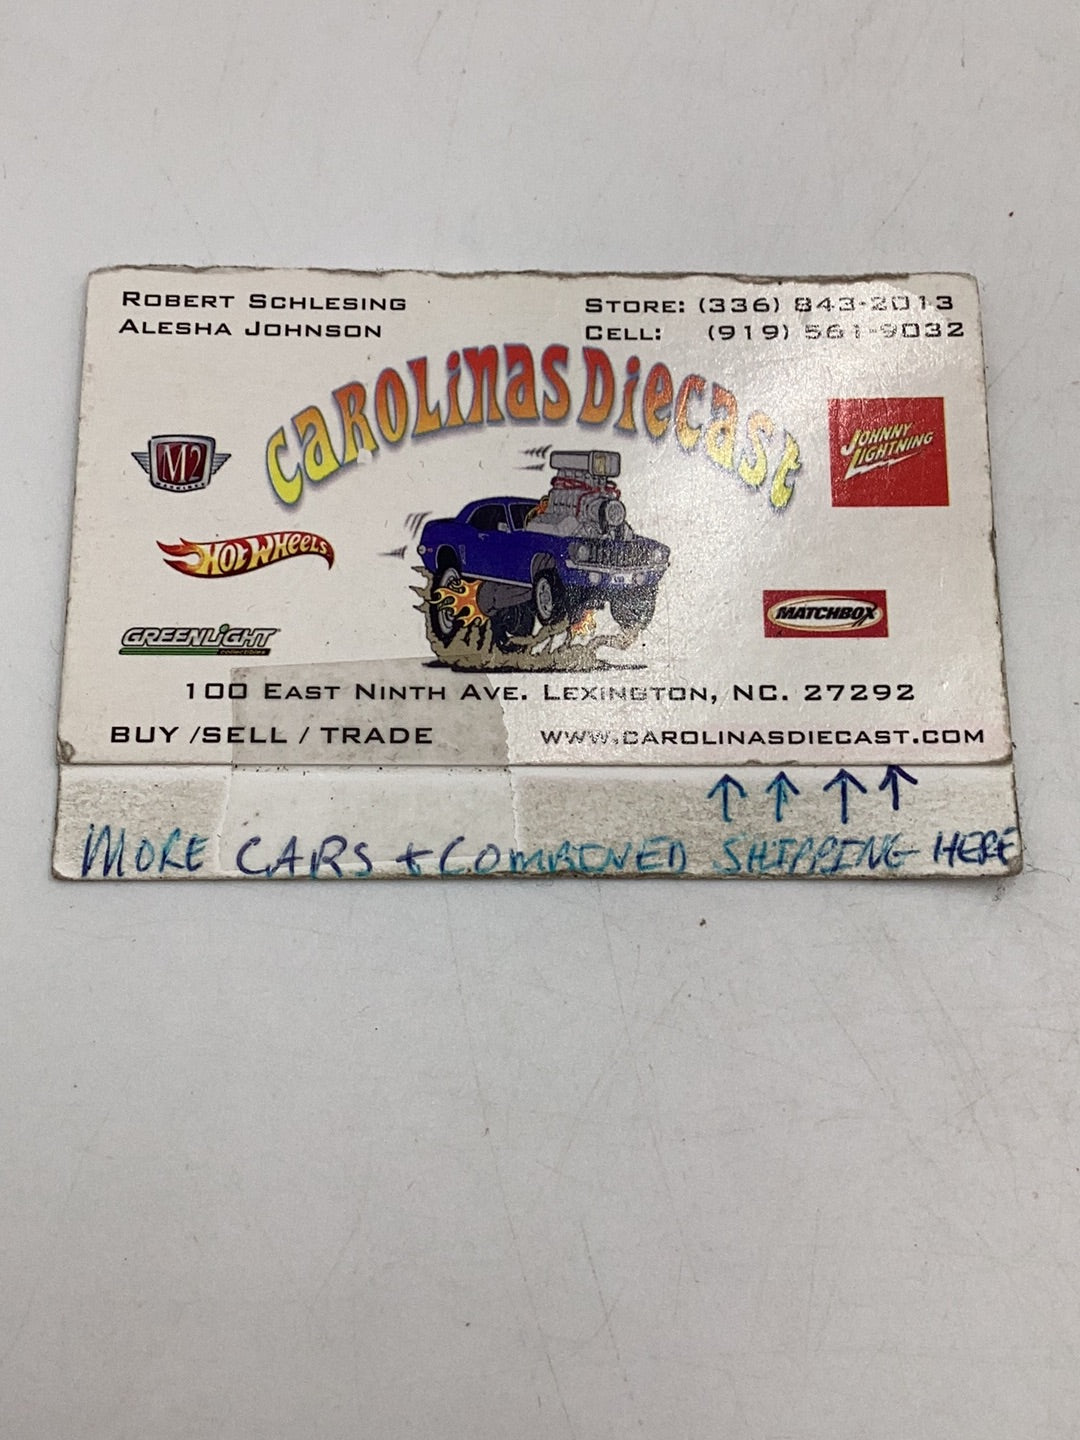 ROBERT SCHLESING
ALESHA JOHNSON
STORE: (336) 843-2013
CELL: (919) 561-9032
CAROLINAS DIECAST
M2
MACHINES
JOHNNY
LIGHTNING
HOT WHEELS
GREENLIGHT
collectibles
MATCHBOX
100 EAST NINTH AVE. LEXINGTON, NC. 27292
BUY /SELL / TRADE
WWW.CAROLINASDIECAST.COM
MORE CARS + COMBINED SHIPPING HERE